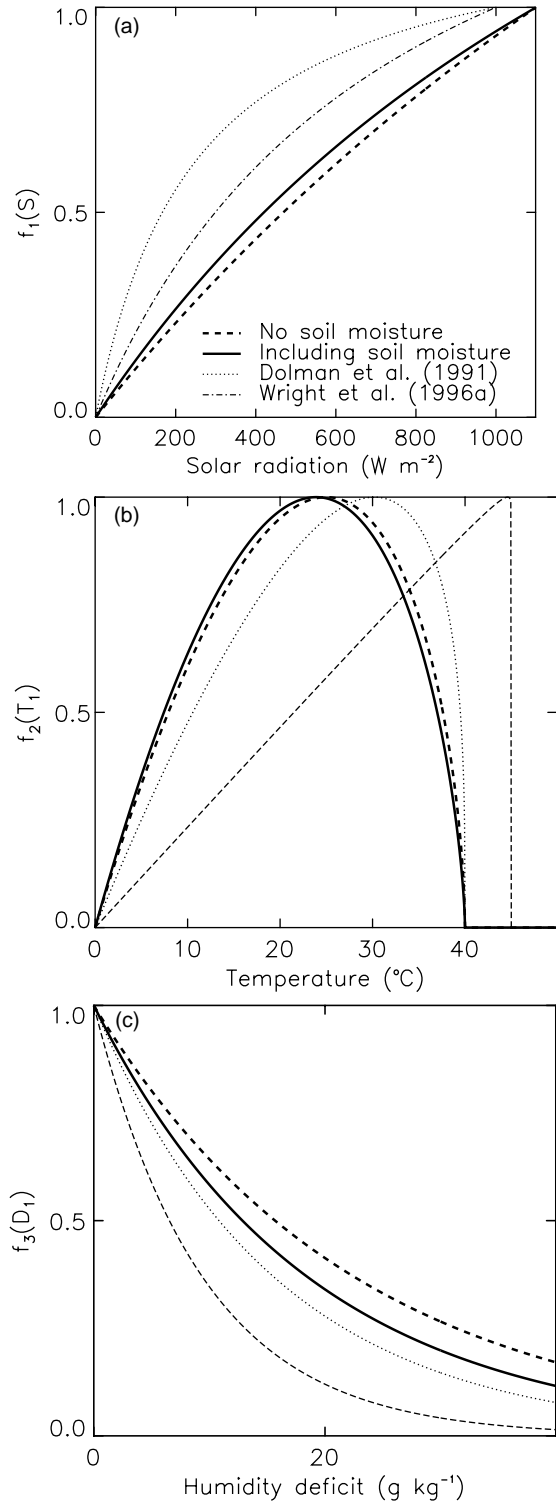 (a)
1.0
0.5
0.0
f₁(S)
No soil moisture
Including soil moisture
Dolman et al. (1991)
Wright et al. (1996a)
0 200 400 600 800 1000
Solar radiation (W m⁻²)
(b)
1.0
0.5
0.0
f₂(T₁)
0 10 20 30 40
Temperature (°C)
(c)
1.0
0.5
0.0
f₃(D₁)
0 20
Humidity deficit (g kg⁻¹)